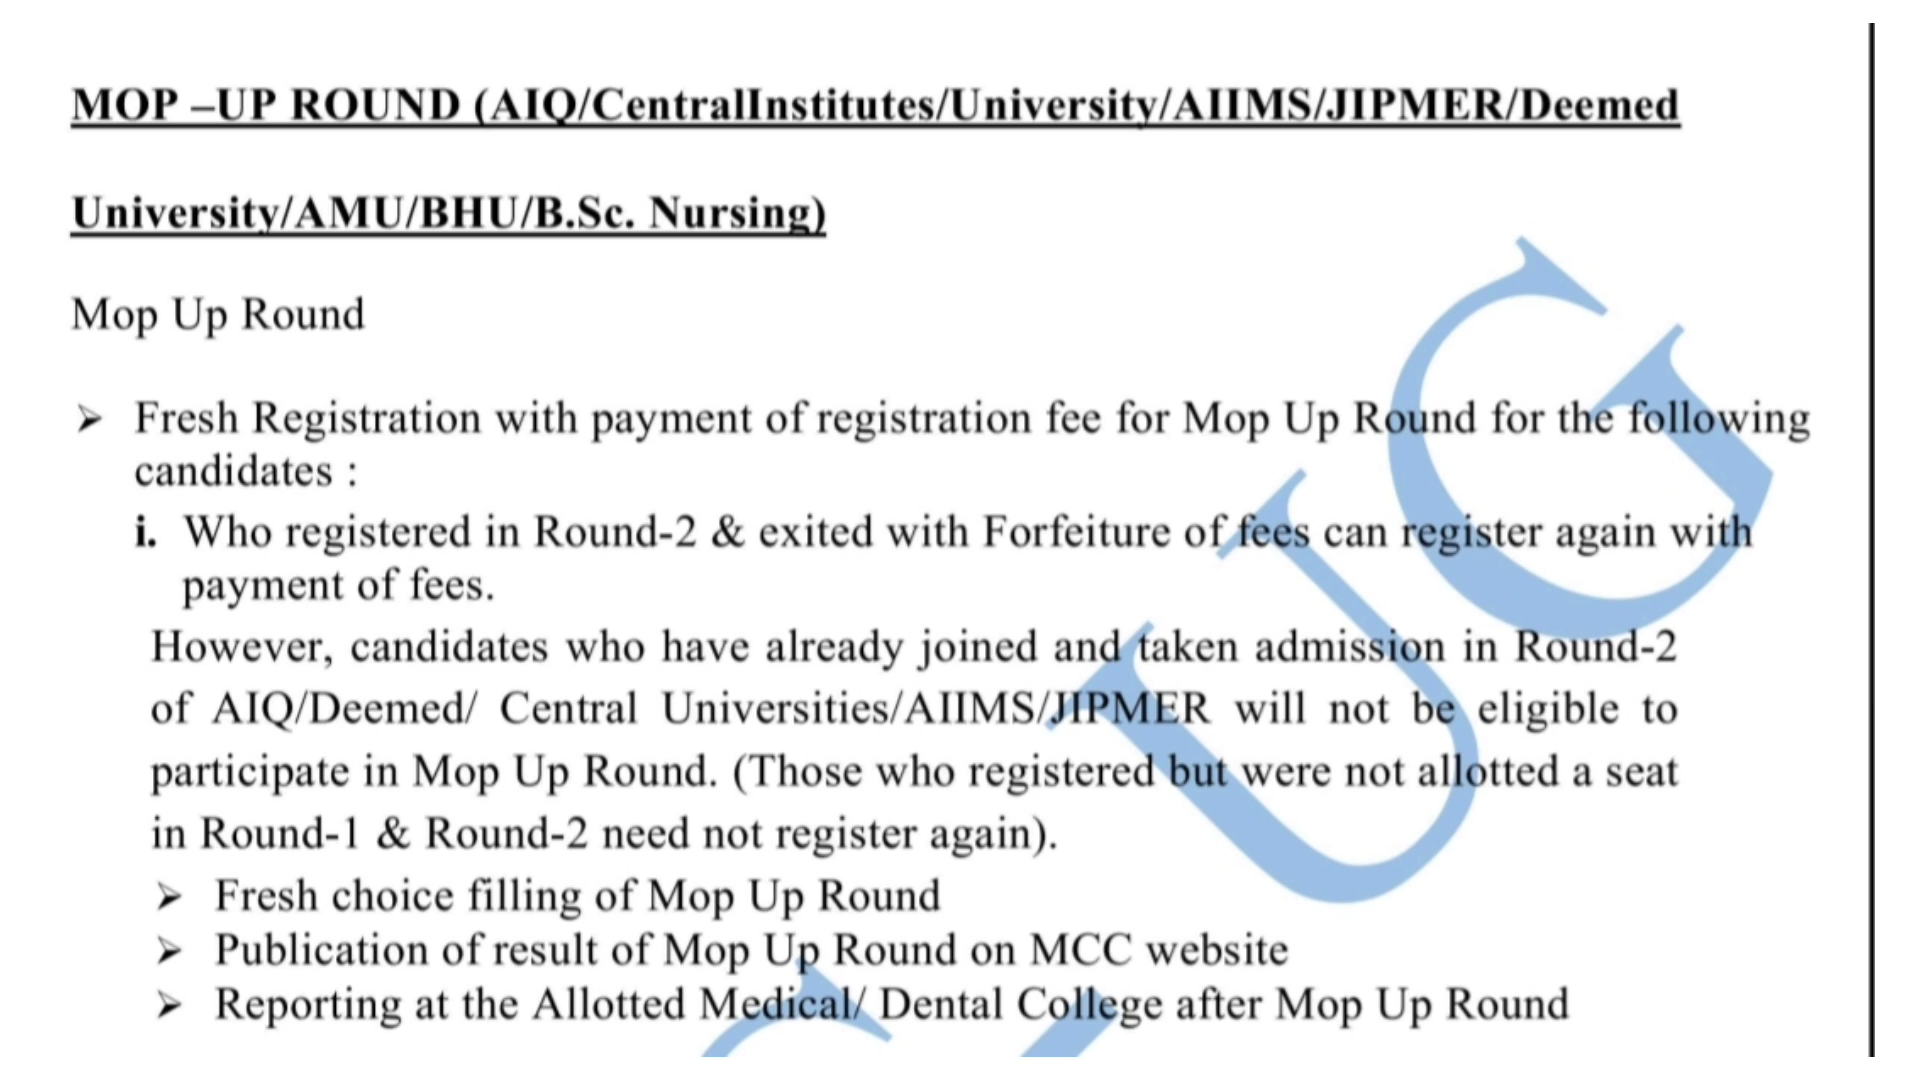 MOP –UP ROUND (AIQ/CentralInstitutes/University/AIIMS/JIPMER/Deemed
University/AMU/BHU/B.Sc. Nursing)
Mop Up Round
➢ Fresh Registration with payment of registration fee for Mop Up Round for the following
candidates :
i. Who registered in Round-2 & exited with Forfeiture of fees can register again with
payment of fees.
However, candidates who have already joined and taken admission in Round-2
of AIQ/Deemed/ Central Universities/AIIMS/JIPMER will not be eligible to
participate in Mop Up Round. (Those who registered but were not allotted a seat
in Round-1 & Round-2 need not register again).
➢ Fresh choice filling of Mop Up Round
➢ Publication of result of Mop Up Round on MCC website
➢ Reporting at the Allotted Medical/ Dental College after Mop Up Round
UG